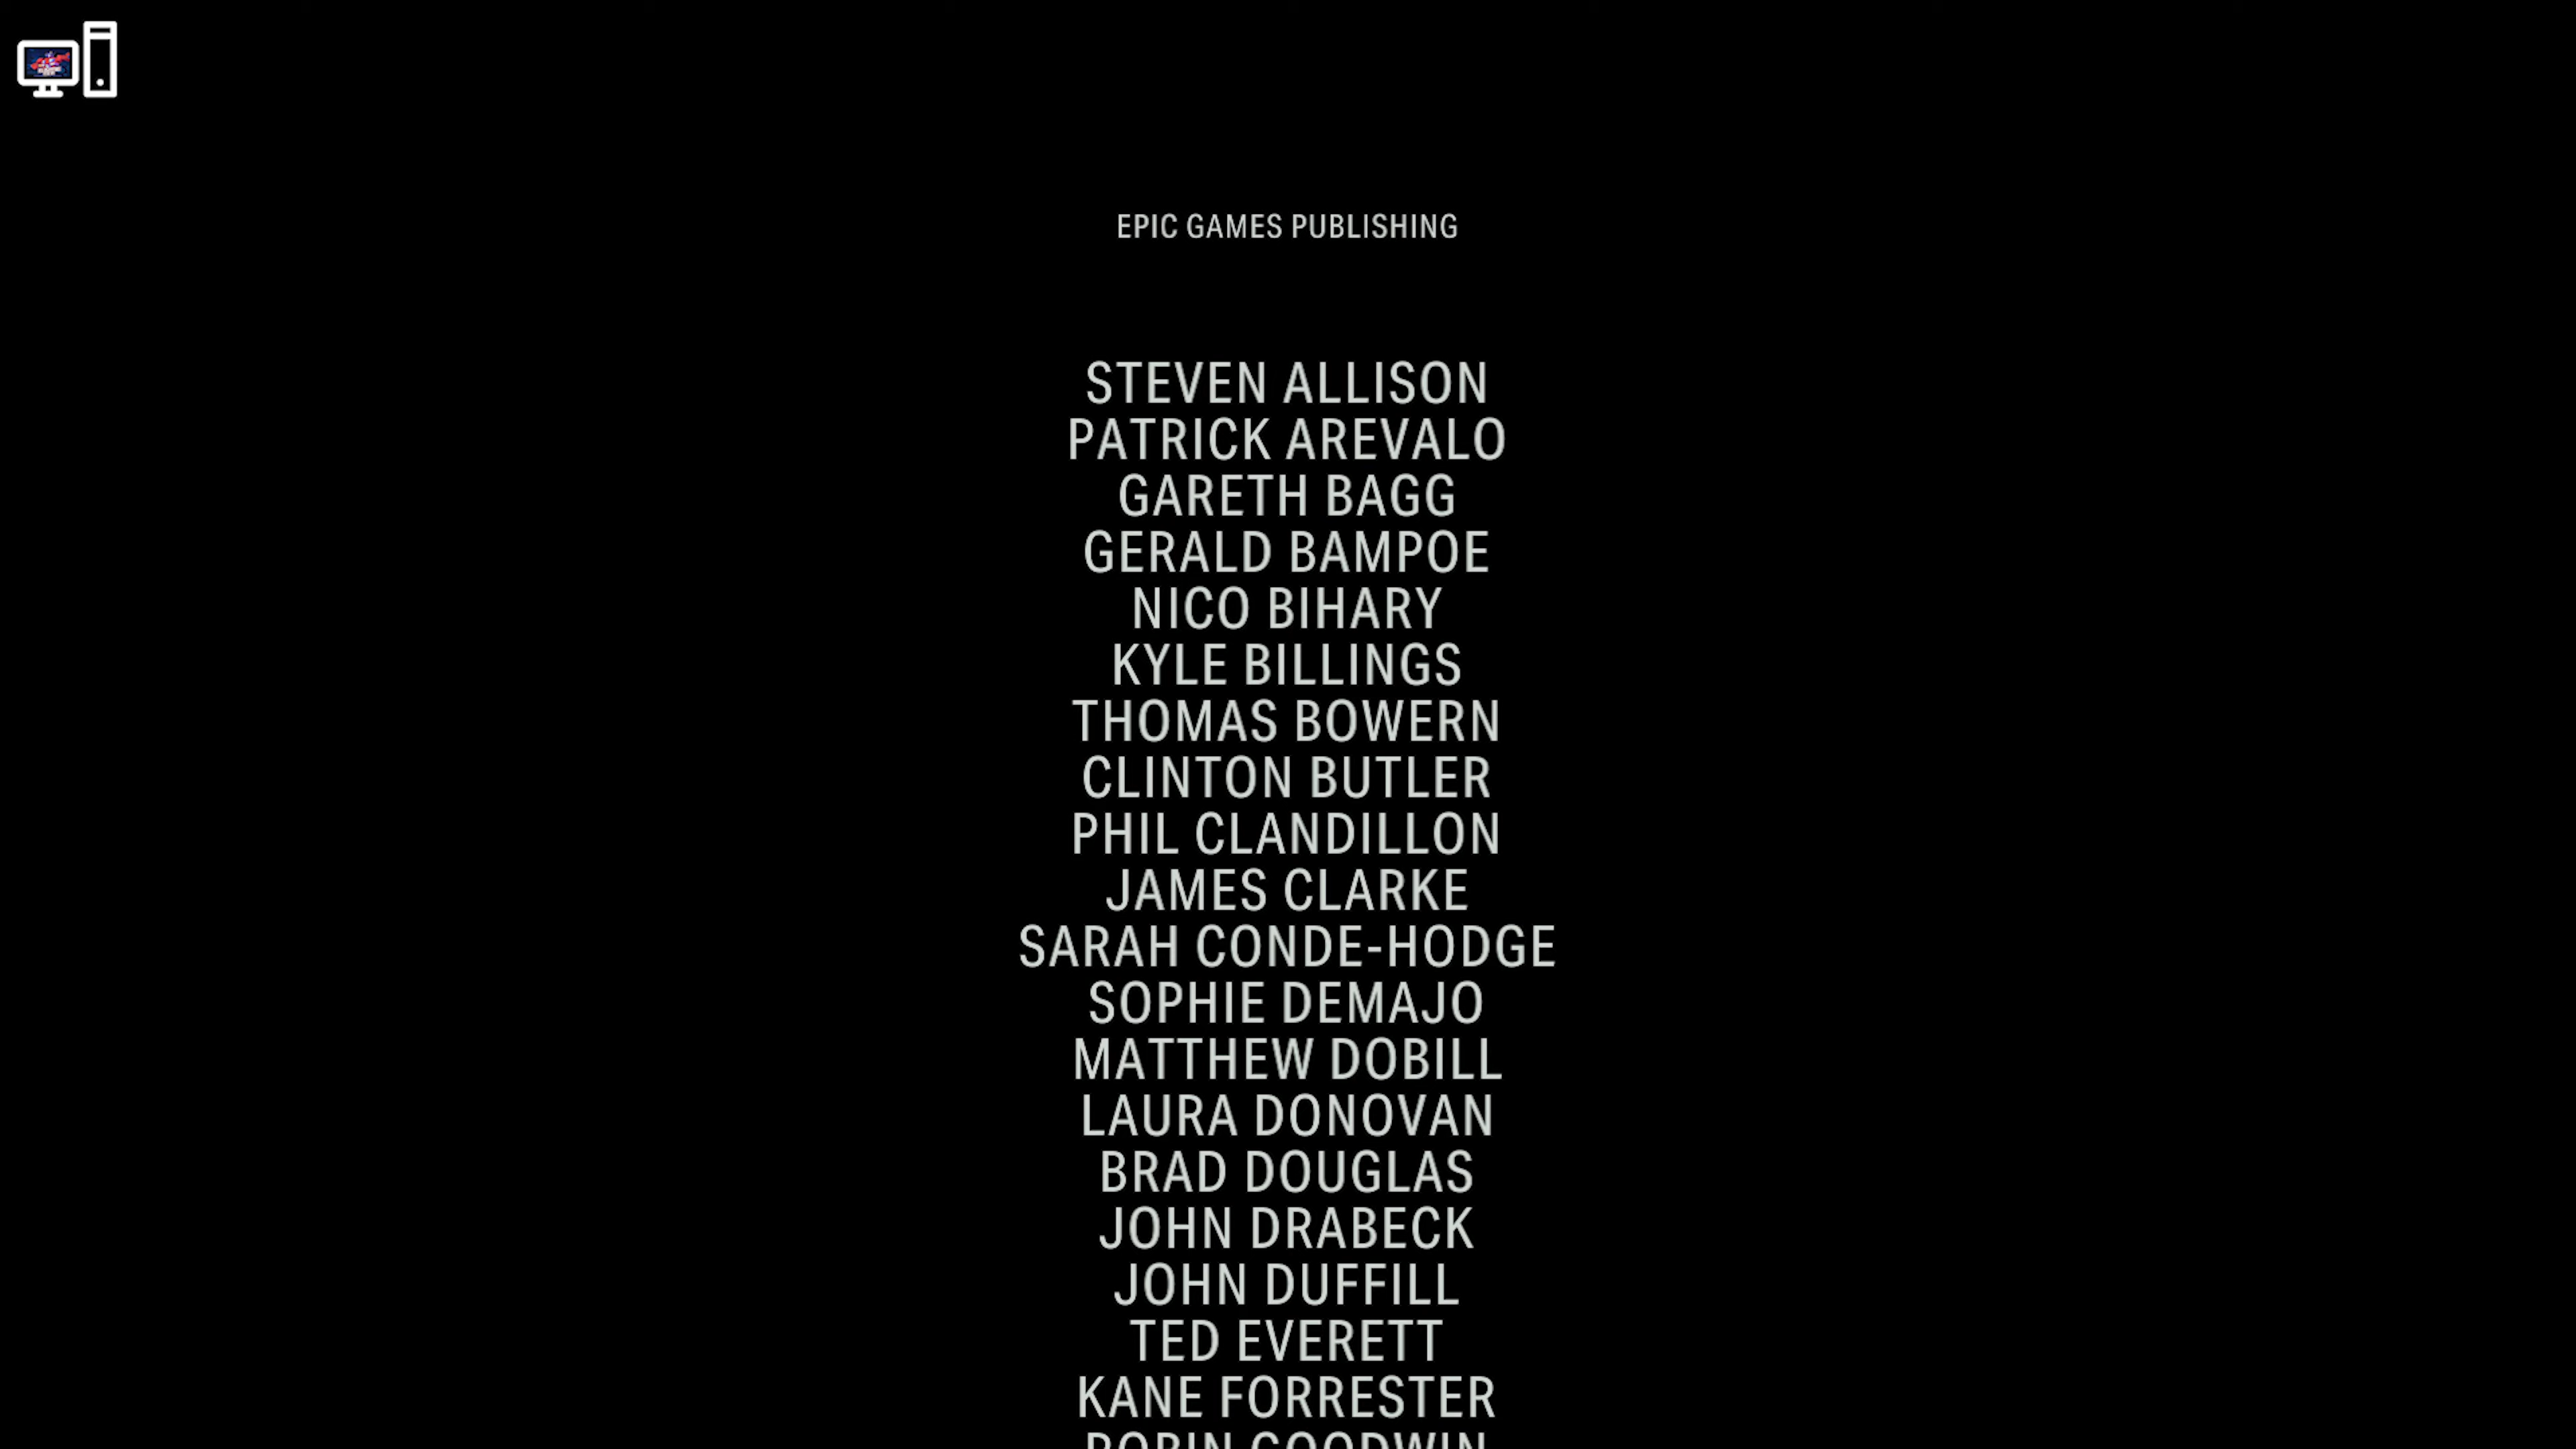 EPIC GAMES PUBLISHING
STEVEN ALLISON
PATRICK AREVALO
GARETH BAGG
GERALD BAMPOE
NICO BIHARY
KYLE BILLINGS
THOMAS BOWERN
CLINTON BUTLER
PHIL CLANDILLON
JAMES CLARKE
SARAH CONDE-HODGE
SOPHIE DEMAJO
MATTHEW DOBILL
LAURA DONOVAN
BRAD DOUGLAS
JOHN DRABECK
JOHN DUFFILL
TED EVERETT
KANE FORRESTER
ROBIN GOODWIN